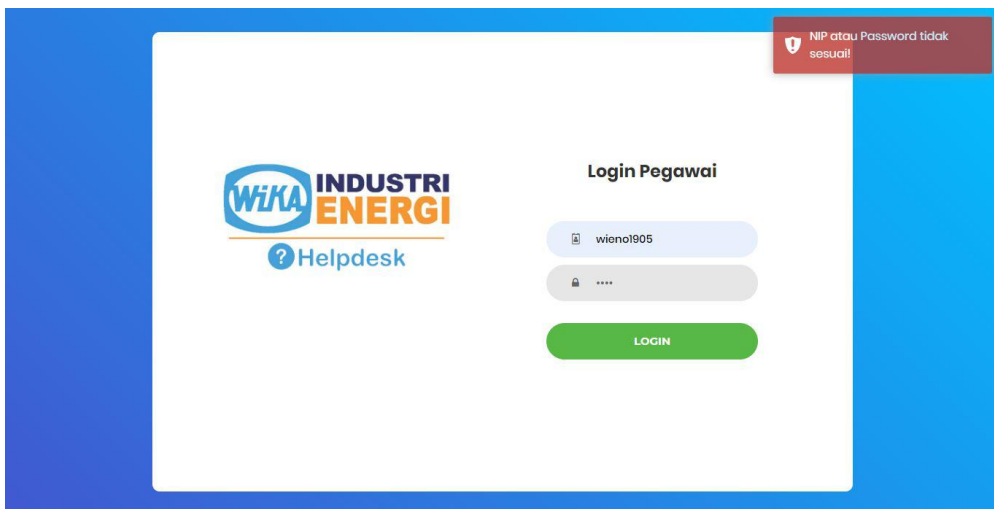 NIP atau Password tidak
sesuai!
WiKA INDUSTRI
ENERGI
?Helpdesk
Login Pegawai
wieno1905
••••
LOGIN